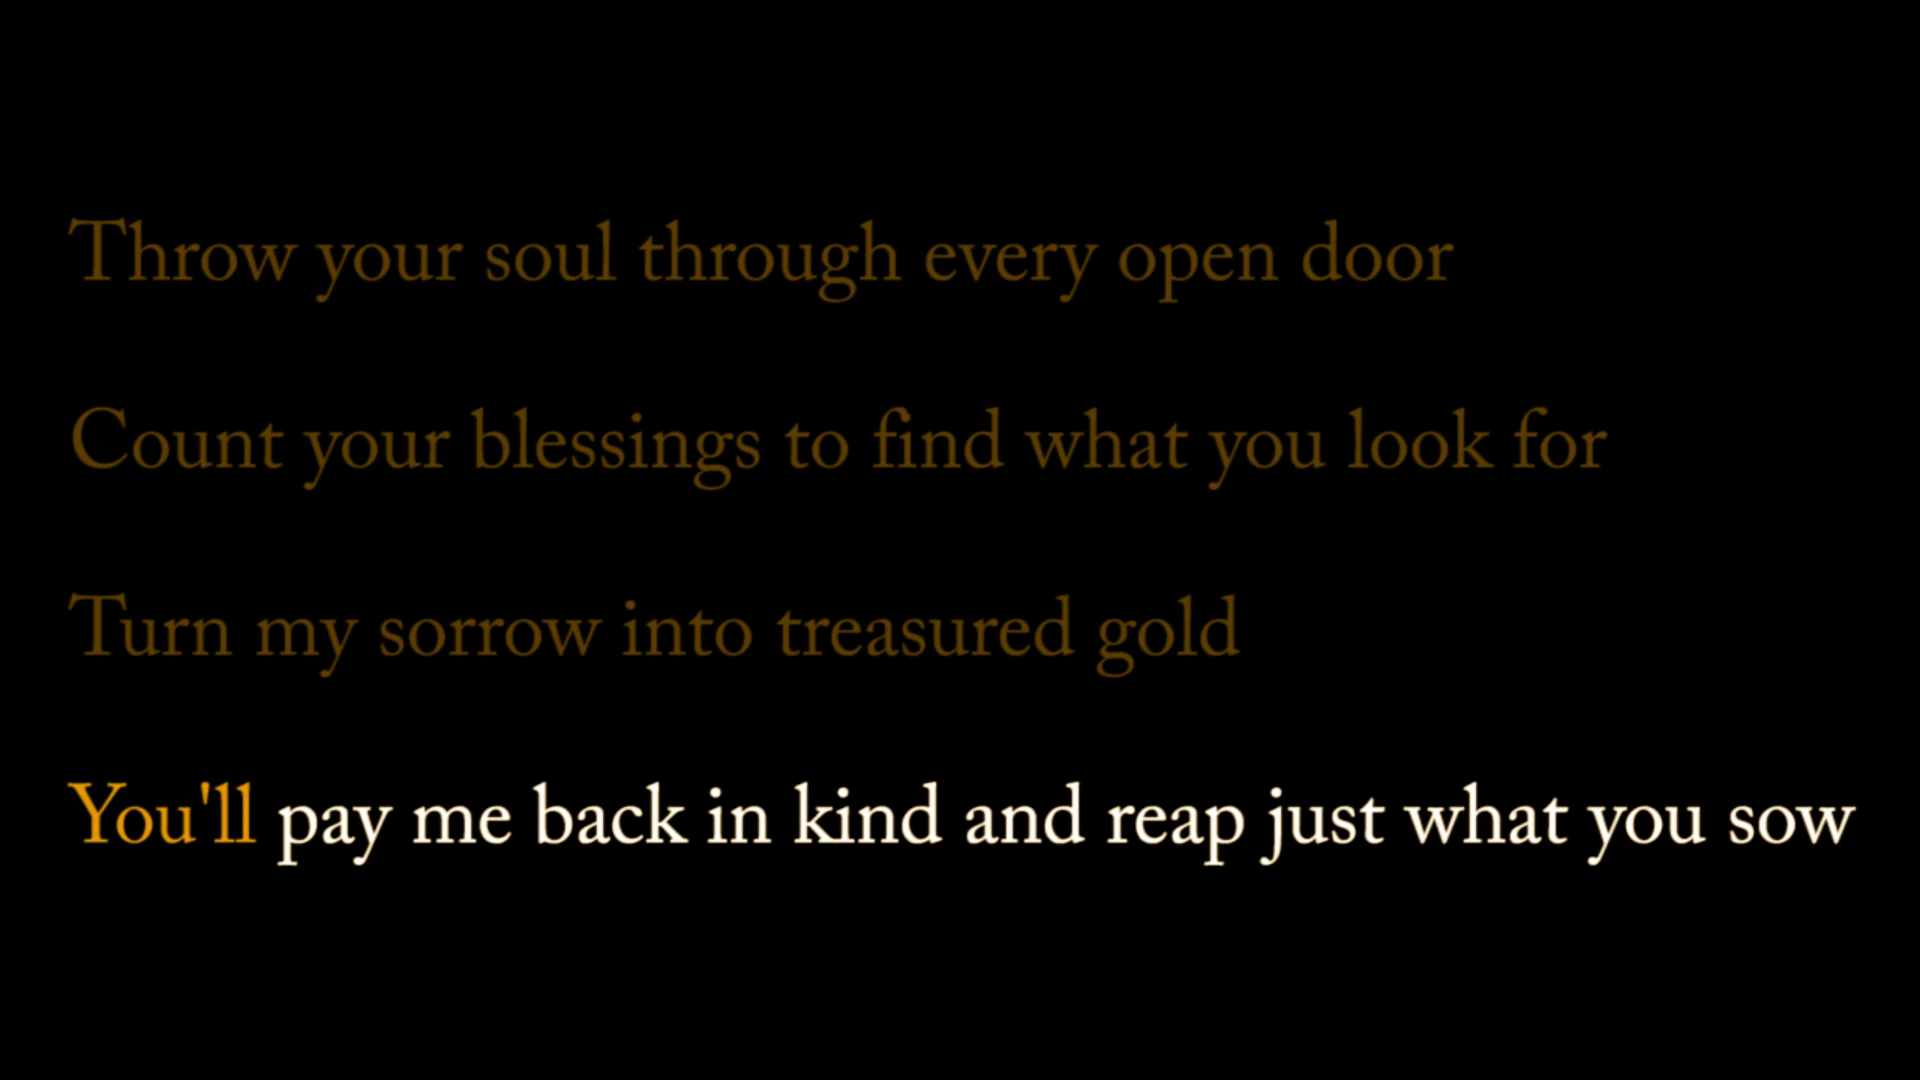 Throw your soul through every open door
Count your blessings to find what you look for
Turn my sorrow into treasured gold
You'll pay me back in kind and reap just what you sow